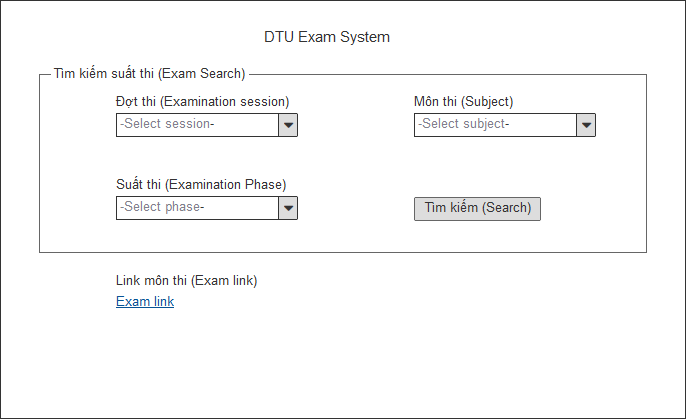 DTU Exam System
Tìm kiếm suất thi (Exam Search)
Đợt thi (Examination session)
Môn thi (Subject)
-Select session-
-Select subject-
Suất thi (Examination Phase)
-Select phase-
Tìm kiếm (Search)
Link môn thi (Exam link)
Exam link